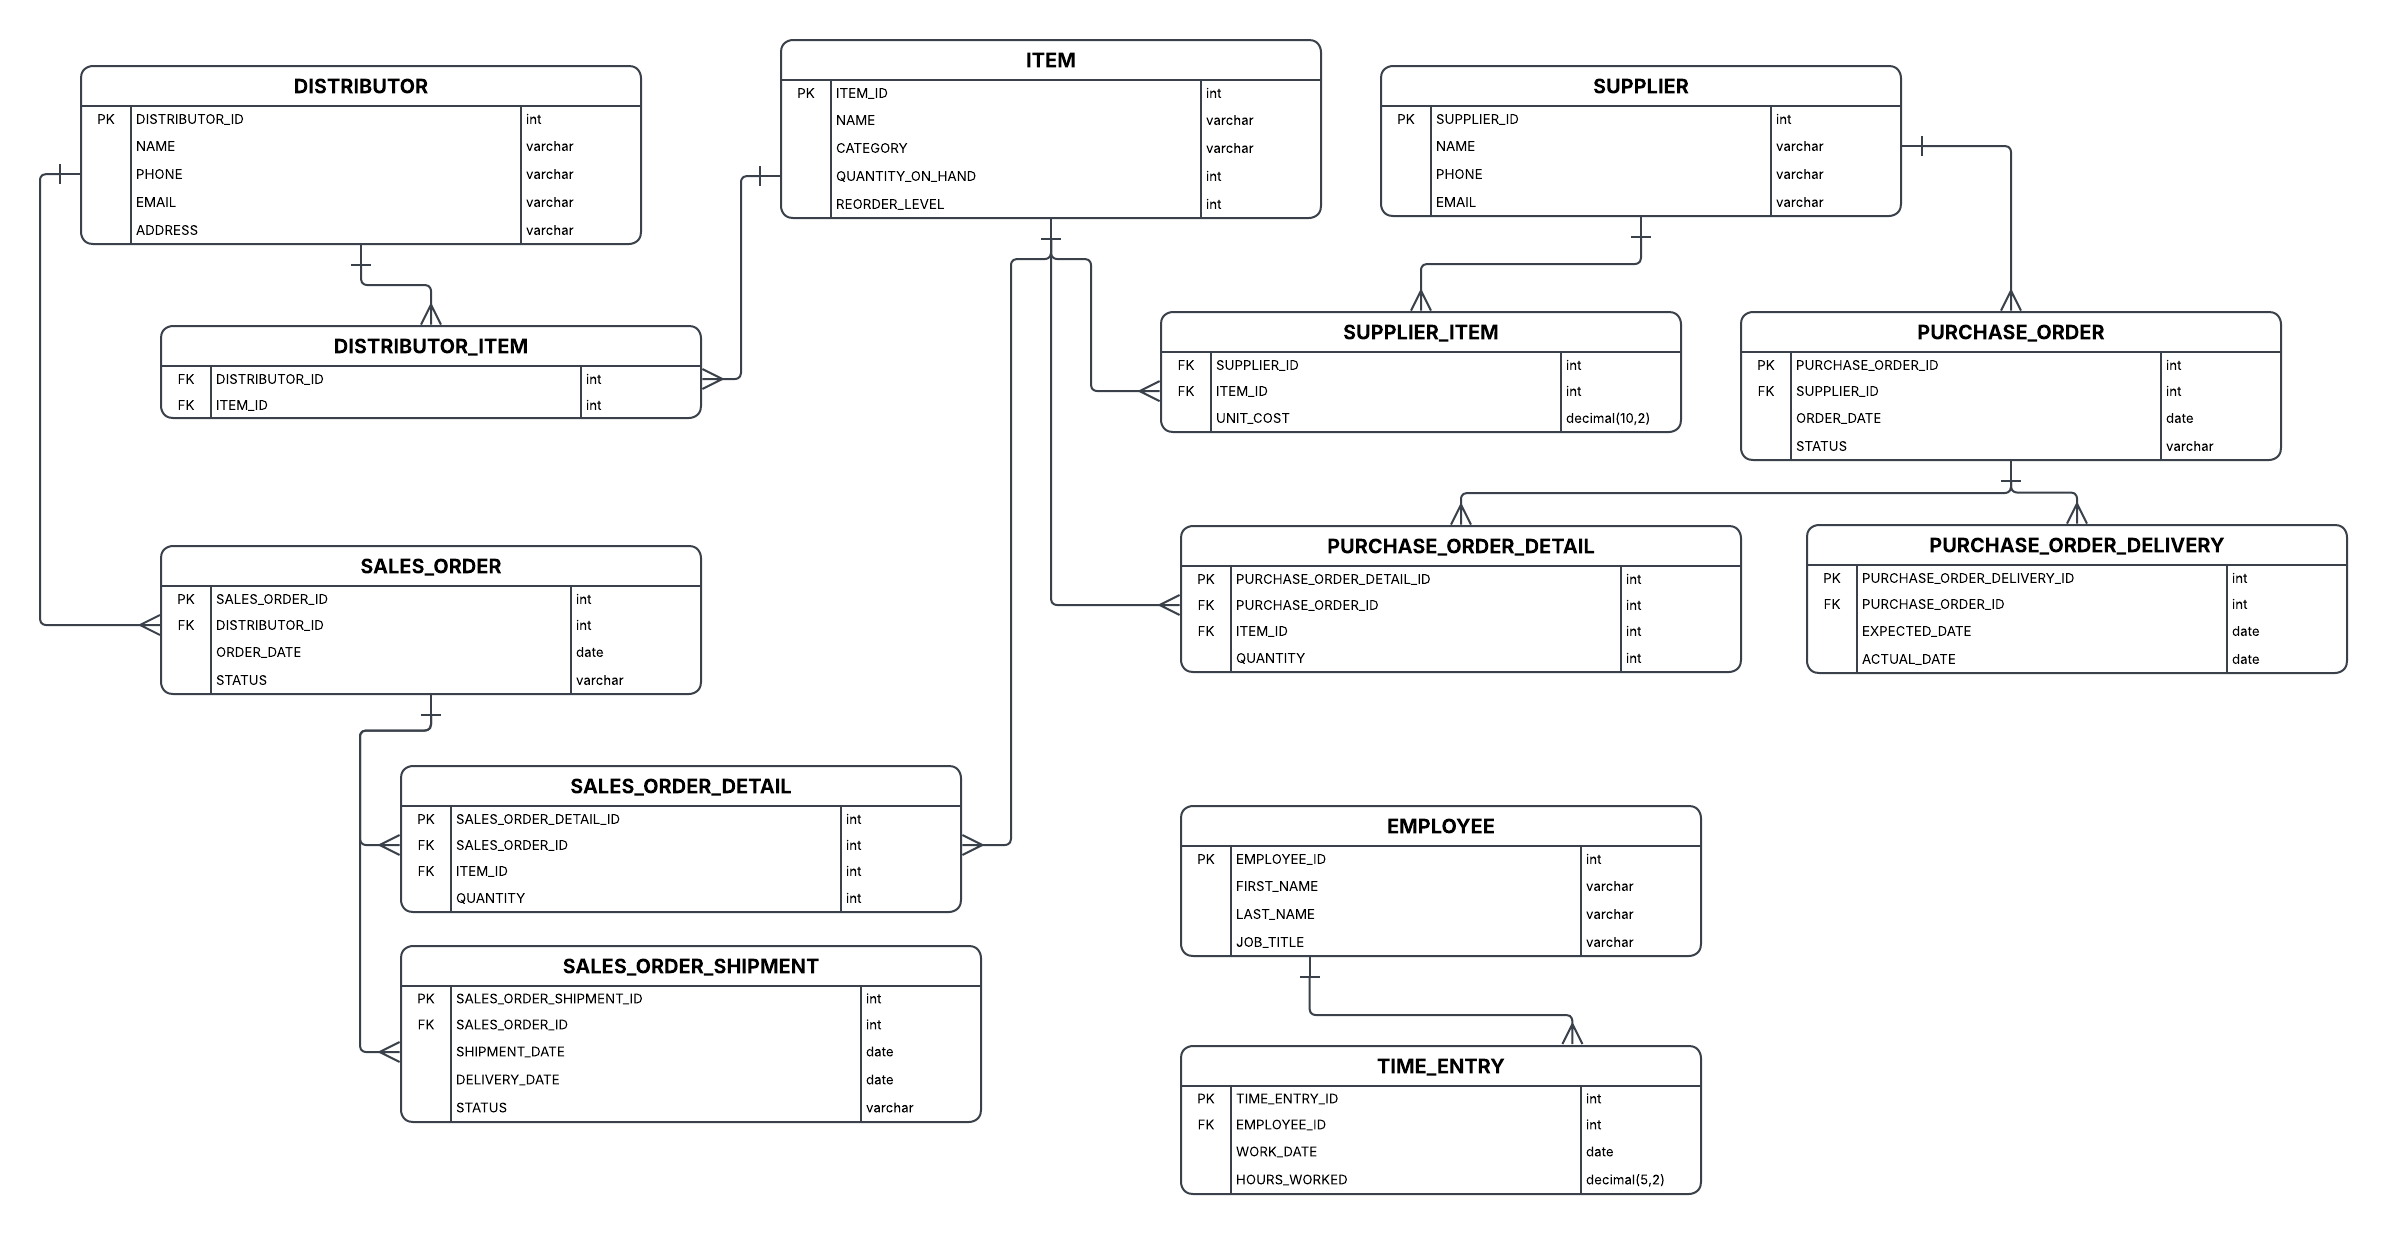 DISTRIBUTOR
PK DISTRIBUTOR_ID int
NAME varchar
PHONE varchar
EMAIL varchar
ADDRESS varchar
ITEM
PK ITEM_ID int
NAME varchar
CATEGORY varchar
QUANTITY_ON_HAND int
REORDER_LEVEL int
SUPPLIER
PK SUPPLIER_ID int
NAME varchar
PHONE varchar
EMAIL varchar
DISTRIBUTOR_ITEM
FK DISTRIBUTOR_ID int
FK ITEM_ID int
SUPPLIER_ITEM
FK SUPPLIER_ID int
FK ITEM_ID int
UNIT_COST decimal(10,2)
PURCHASE_ORDER
PK PURCHASE_ORDER_ID int
FK SUPPLIER_ID int
ORDER_DATE date
STATUS varchar
SALES_ORDER
PK SALES_ORDER_ID int
FK DISTRIBUTOR_ID int
ORDER_DATE date
STATUS varchar
PURCHASE_ORDER_DETAIL
PK PURCHASE_ORDER_DETAIL_ID int
FK PURCHASE_ORDER_ID int
FK ITEM_ID int
QUANTITY int
PURCHASE_ORDER_DELIVERY
PK PURCHASE_ORDER_DELIVERY_ID int
FK PURCHASE_ORDER_ID int
EXPECTED_DATE date
ACTUAL_DATE date
SALES_ORDER_DETAIL
PK SALES_ORDER_DETAIL_ID int
FK SALES_ORDER_ID int
FK ITEM_ID int
QUANTITY int
EMPLOYEE
PK EMPLOYEE_ID int
FIRST_NAME varchar
LAST_NAME varchar
JOB_TITLE varchar
SALES_ORDER_SHIPMENT
PK SALES_ORDER_SHIPMENT_ID int
FK SALES_ORDER_ID int
SHIPMENT_DATE date
DELIVERY_DATE date
STATUS varchar
TIME_ENTRY
PK TIME_ENTRY_ID int
FK EMPLOYEE_ID int
WORK_DATE date
HOURS_WORKED decimal(5,2)